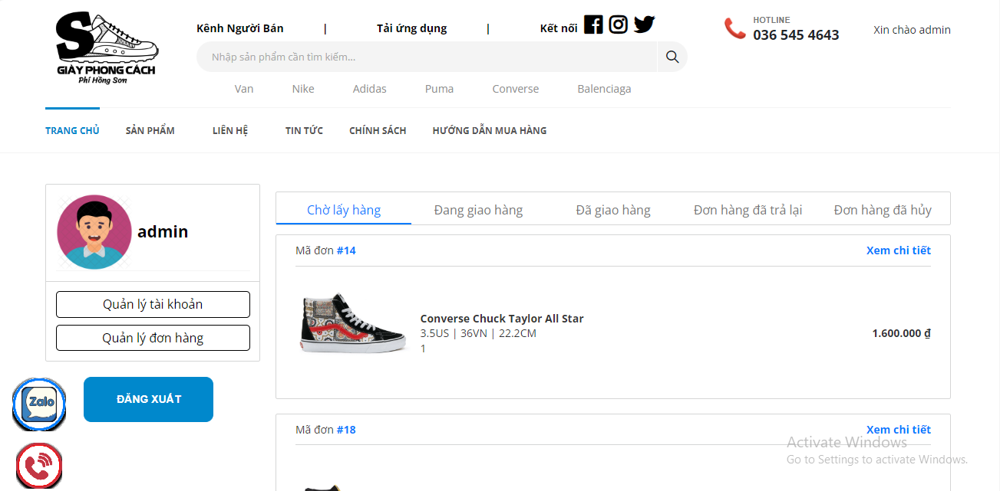 S
GIÀY PHONG CÁCH
Phí Hồng Sơn
Kênh Người Bán | Tải ứng dụng | Kết nối
HOTLINE
036 545 4643
Xin chào admin
Nhập sản phẩm cần tìm kiếm...
Van Nike Adidas Puma Converse Balenciaga
TRANG CHỦ SẢN PHẨM LIÊN HỆ TIN TỨC CHÍNH SÁCH HƯỚNG DẪN MUA HÀNG
admin
Quản lý tài khoản
Quản lý đơn hàng
ĐĂNG XUẤT
Zalo
Chờ lấy hàng Đang giao hàng Đã giao hàng Đơn hàng đã trả lại Đơn hàng đã hủy
Mã đơn #14 Xem chi tiết
Converse Chuck Taylor All Star
3.5US | 36VN | 22.2CM
1
1.600.000 ₫
Mã đơn #18 Xem chi tiết
Activate Windows
Go to Settings to activate Windows.